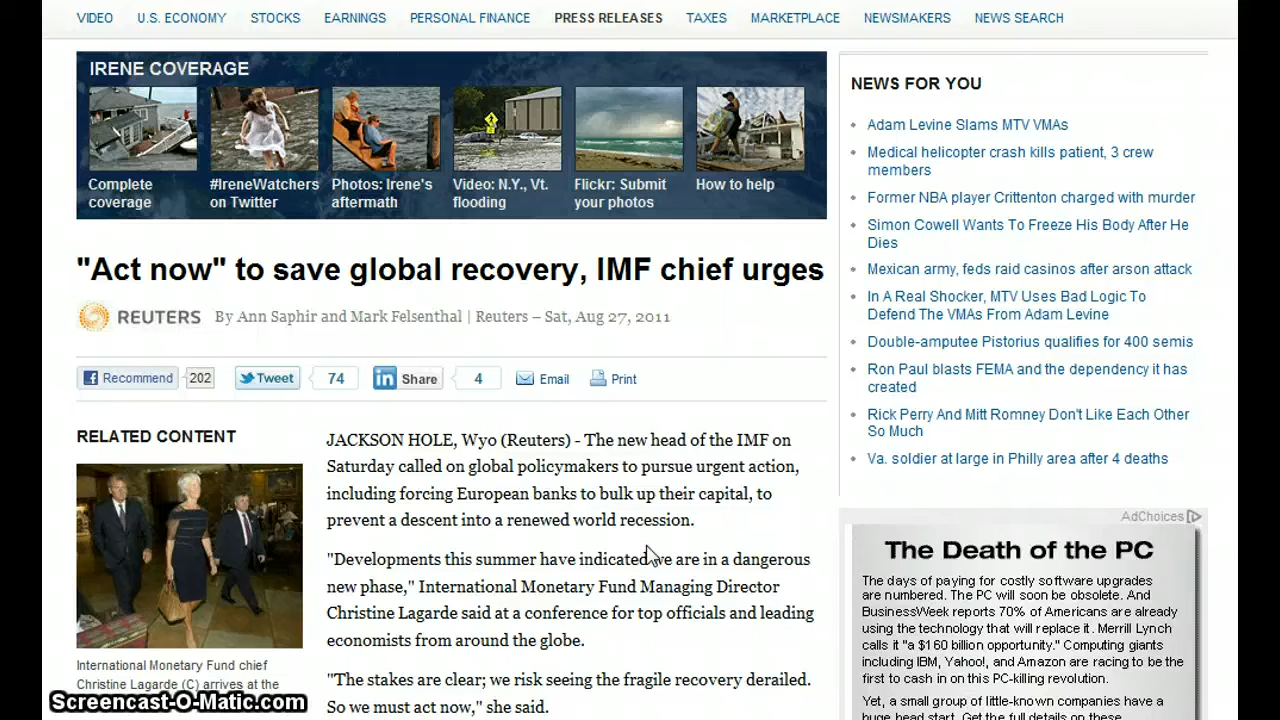 VIDEO U.S. ECONOMY STOCKS EARNINGS PERSONAL FINANCE PRESS RELEASES TAXES MARKETPLACE NEWSMAKERS NEWS SEARCH
IRENE COVERAGE
Complete
coverage
#IreneWatchers
on Twitter
Photos: Irene's
aftermath
Video: N.Y., Vt.
flooding
Flickr: Submit
your photos
How to help
"Act now" to save global recovery, IMF chief urges
REUTERS By Ann Saphir and Mark Felsenthal | Reuters – Sat, Aug 27, 2011
Recommend 202 Tweet 74 in Share 4 Email Print
RELATED CONTENT
International Monetary Fund chief
Christine Lagarde (C) arrives at the
JACKSON HOLE, Wyo (Reuters) - The new head of the IMF on
Saturday called on global policymakers to pursue urgent action,
including forcing European banks to bulk up their capital, to
prevent a descent into a renewed world recession.
"Developments this summer have indicated we are in a dangerous
new phase," International Monetary Fund Managing Director
Christine Lagarde said at a conference for top officials and leading
economists from around the globe.
"The stakes are clear; we risk seeing the fragile recovery derailed.
So we must act now," she said.
NEWS FOR YOU
Adam Levine Slams MTV VMAs
Medical helicopter crash kills patient, 3 crew
members
Former NBA player Crittenton charged with murder
Simon Cowell Wants To Freeze His Body After He
Dies
Mexican army, feds raid casinos after arson attack
In A Real Shocker, MTV Uses Bad Logic To
Defend The VMAs From Adam Levine
Double-amputee Pistorius qualifies for 400 semis
Ron Paul blasts FEMA and the dependency it has
created
Rick Perry And Mitt Romney Don't Like Each Other
So Much
Va. soldier at large in Philly area after 4 deaths
AdChoices
The Death of the PC
The days of paying for costly software upgrades
are numbered. The PC will soon be obsolete. And
BusinessWeek reports 70% of Americans are already
using the technology that will replace it. Merrill Lynch
calls it "a $160 billion opportunity." Computing giants
including IBM, Yahoo!, and Amazon are racing to be the
first to cash in on this PC-killing revolution.
Yet, a small group of little-known companies have a
huge head start. Get the full details on these
Screencast-O-Matic.com